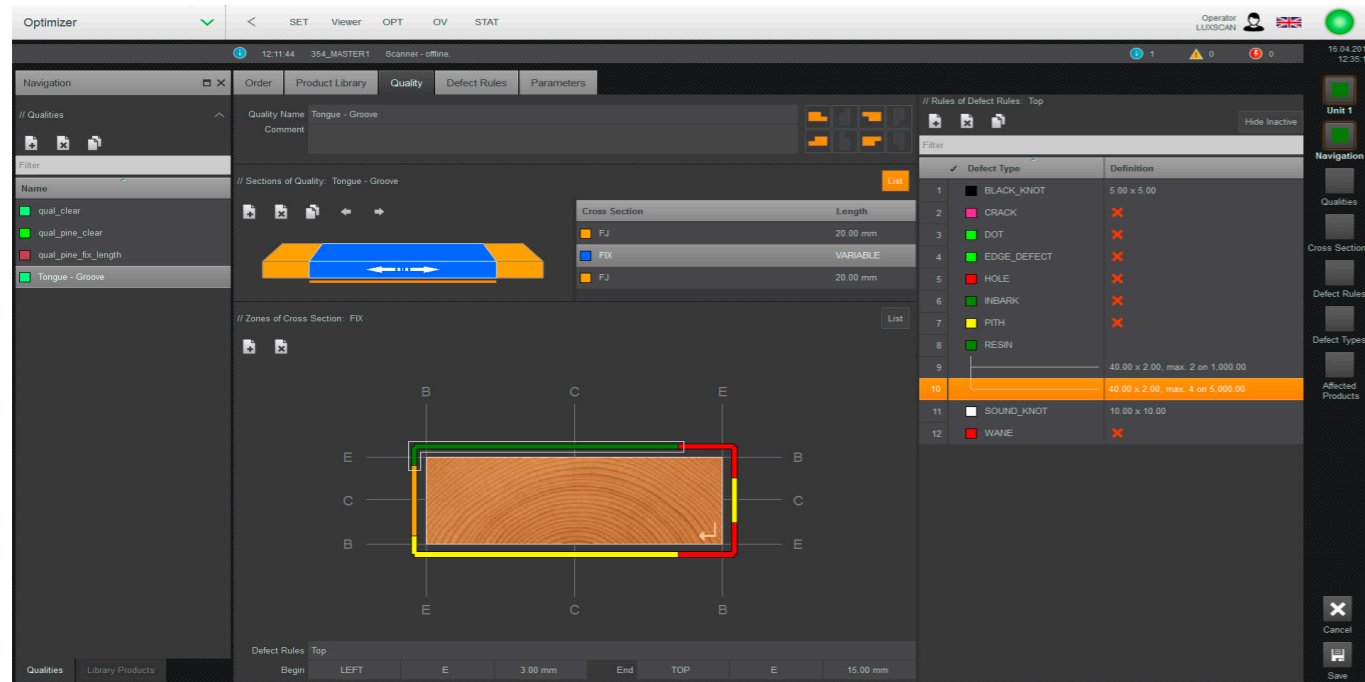 Optimizer
< SET Viewer OPT OV STAT
Operator
LUXSCAN
12:11:44 354_MASTER1 Scanner - offline.
1 0 0
16.04.201
12:35:1
Navigation
Order Product Library Quality Defect Rules Parameters
// Qualities
Filter
Name
qual_clear
qual_pine_clear
qual_pine_fix_length
Tongue - Groove
Qualities Library Products
Quality Name Tongue - Groove
Comment
// Sections of Quality: Tongue - Groove
List
Cross Section Length
FJ 20.00 mm
FIX VARIABLE
FJ 20.00 mm
// Zones of Cross Section: FIX
List
B C E
E B
C C
B E
E C B
Defect Rules Top
Begin LEFT E 3.00 mm End TOP E 15.00 mm
// Rules of Defect Rules: Top
Hide Inactive
Filter
Defect Type Definition
1 BLACK_KNOT 5.00 x 5.00
2 CRACK
3 DOT
4 EDGE_DEFECT
5 HOLE
6 INBARK
7 PITH
8 RESIN
9 40.00 x 2.00, max. 2 on 1,000.00
10 40.00 x 2.00, max. 4 on 5,000.00
11 SOUND_KNOT 10.00 x 10.00
12 WANE
Unit 1
Navigation
Qualities
Cross Section
Defect Rules
Defect Types
Affected
Products
Cancel
Save